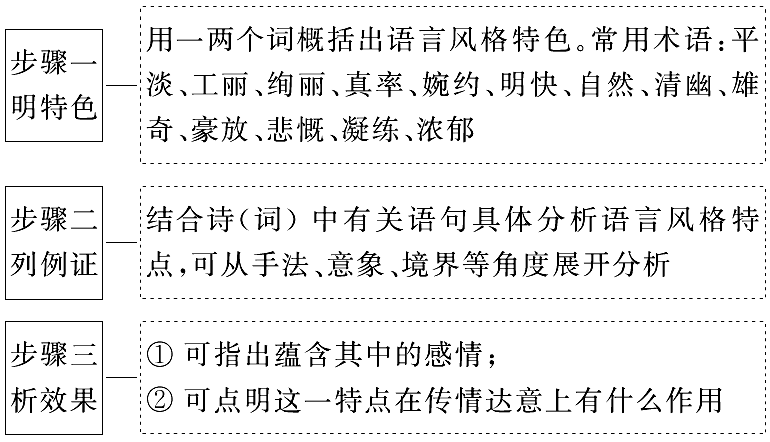 步骤一
明特色
用一两个词概括出语言风格特色。常用术语:平
淡、工丽、绚丽、真率、婉约、明快、自然、清幽、雄
奇、豪放、悲慨、凝练、浓郁
步骤二
列例证
结合诗(词)中有关语句具体分析语言风格特
点,可从手法、意象、境界等角度展开分析
步骤三
析效果
① 可指出蕴含其中的感情;
② 可点明这一特点在传情达意上有什么作用